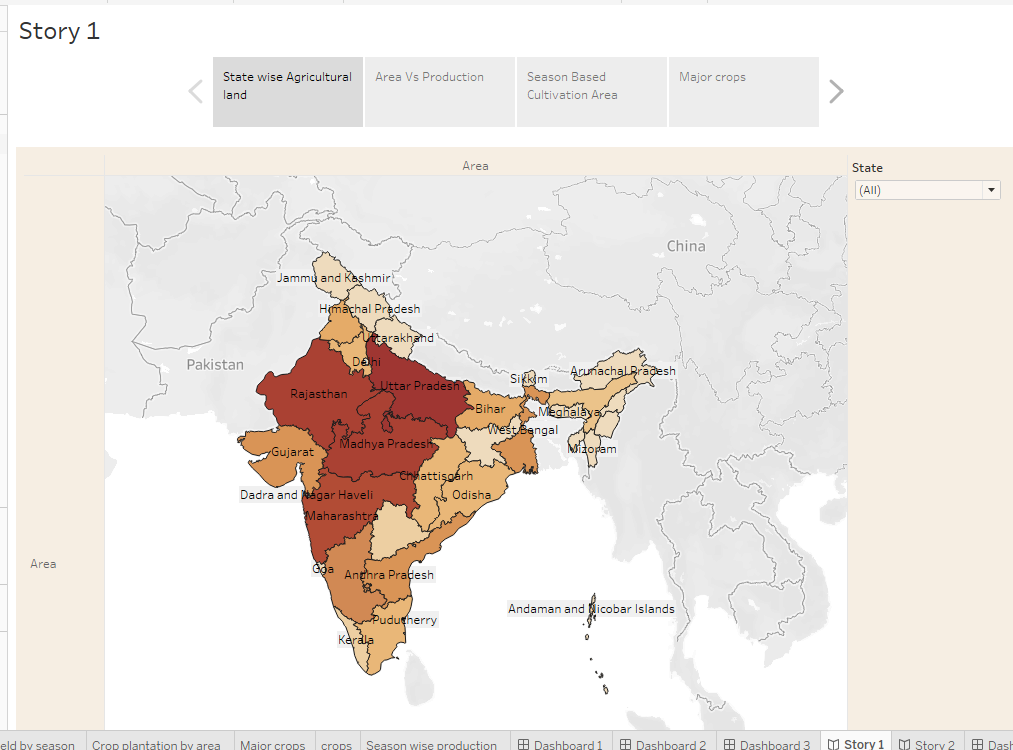 Story 1
State wise Agricultural
land
Area Vs Production
Season Based
Cultivation Area
Major crops
Area
State
(All)
China
Jammu and Kashmir
Himachal Pradesh
Uttarakhand
Pakistan
Delhi
Sikkim
Arunachal Pradesh
Rajasthan
Uttar Pradesh
Bihar
Meghalaya
West Bengal
Madhya Pradesh
Mizoram
Gujarat
Chhattisgarh
Dadra and Nagar Haveli
Odisha
Maharashtra
Area
Goa
Andhra Pradesh
Andaman and Nicobar Islands
Puducherry
Kerala
eld by season
Crop plantation by area
Major crops
crops
Season wise production
Dashboard 1
Dashboard 2
Dashboard 3
Story 1
Story 2
Dash